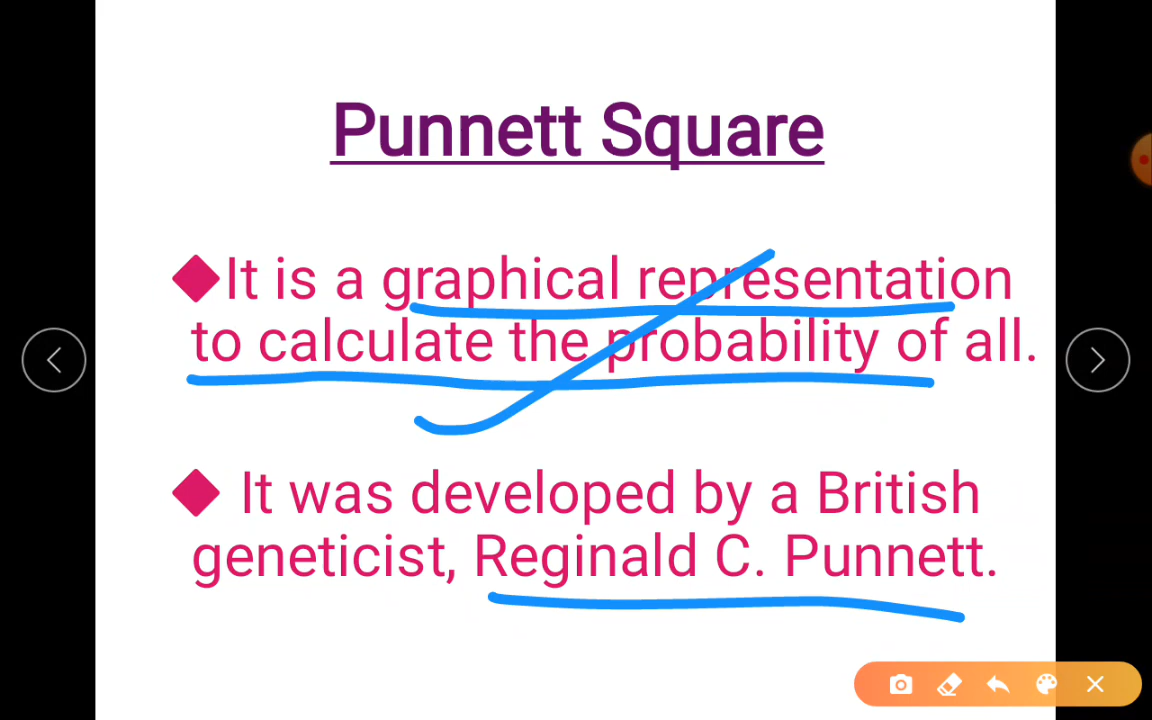 Punnett Square
It is a graphical representation
to calculate the probability of all.
It was developed by a British
geneticist, Reginald C. Punnett.